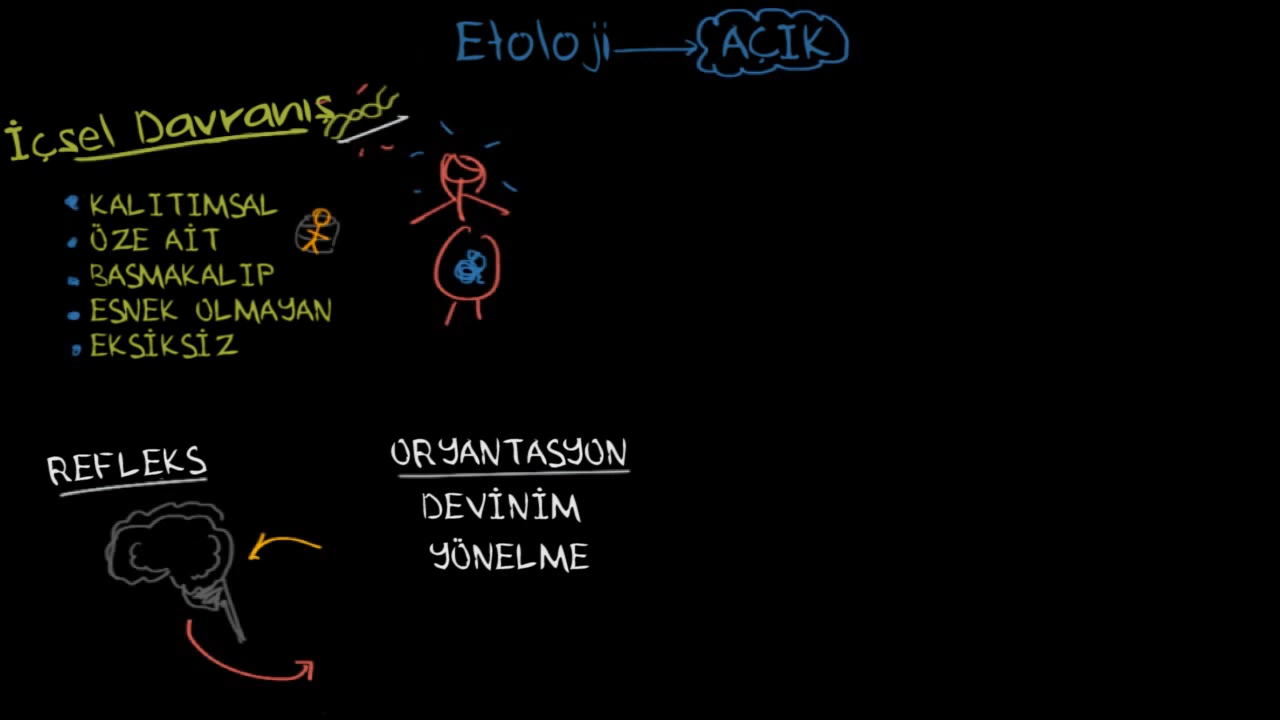 Etoloji → AÇIK
İçsel Davranış
• KALITIMSAL
• ÖZE AİT
• BASMAKALIP
• ESNEK OLMAYAN
• EKSİKSİZ
REFLEKS
ORYANTASYON
DEVİNİM
YÖNELME